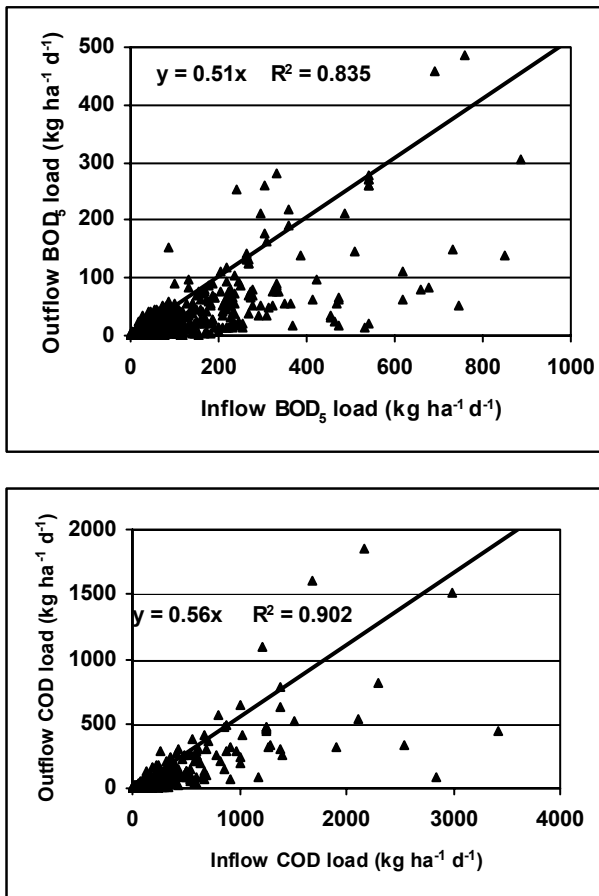 500
400
300
200
100
0
Outflow BOD₅ load (kg ha⁻¹ d⁻¹)
y = 0.51x R² = 0.835
0 200 400 600 800 1000
Inflow BOD₅ load (kg ha⁻¹ d⁻¹)
2000
1500
1000
500
0
Outflow COD load (kg ha⁻¹ d⁻¹)
y = 0.56x R² = 0.902
0 1000 2000 3000 4000
Inflow COD load (kg ha⁻¹ d⁻¹)